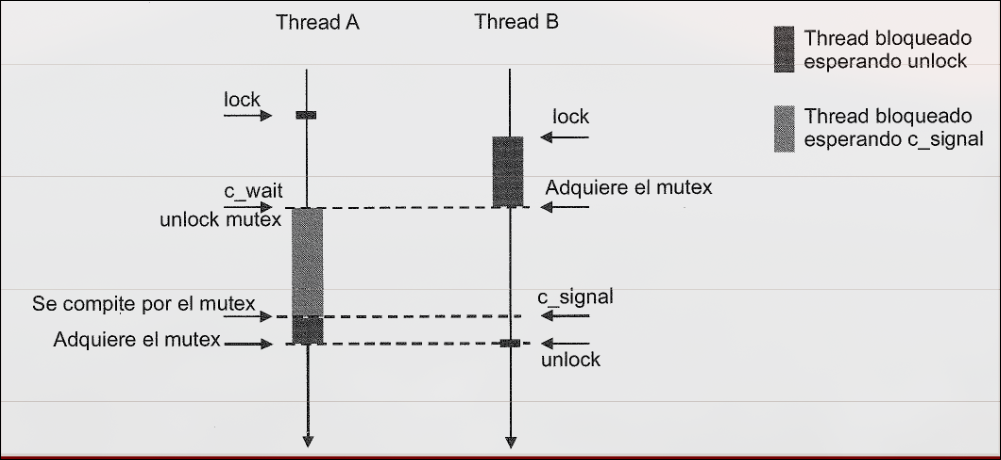 Thread A
Thread B
Thread bloqueado
esperando unlock
Thread bloqueado
esperando c_signal
lock
lock
c_wait
unlock mutex
Adquiere el mutex
Se compite por el mutex
c_signal
Adquiere el mutex
unlock